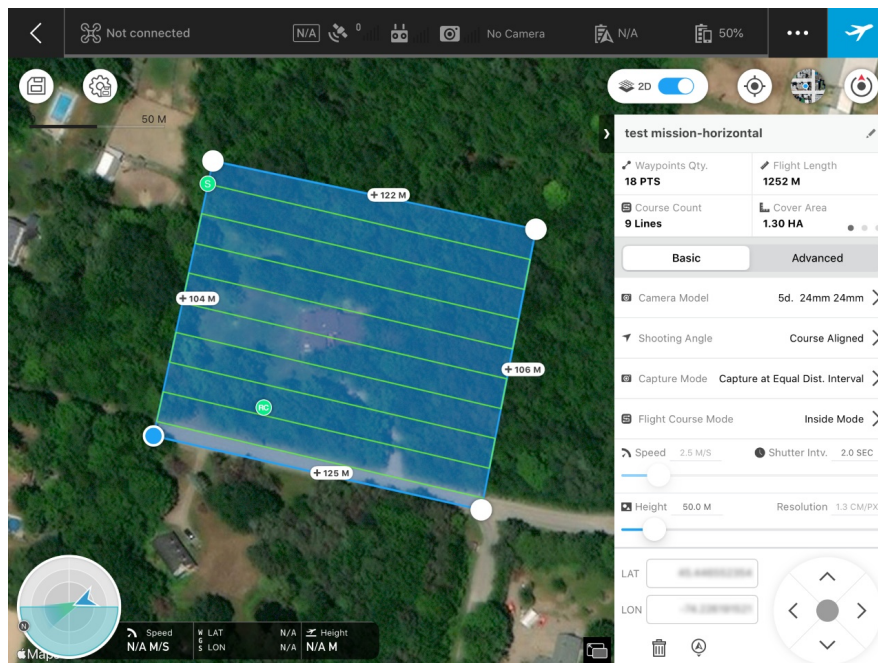 Not connected
N/A
0
No Camera
N/A
50%
2D
50 M
test mission-horizontal
Waypoints Qty.
Flight Length
18 PTS
1252 M
Course Count
Cover Area
9 Lines
1.30 HA
Basic
Advanced
Camera Model
5d. 24mm 24mm
Shooting Angle
Course Aligned
Capture Mode
Capture at Equal Dist. Interval
Flight Course Mode
Inside Mode
Speed
2.5 M/S
Shutter Intv.
2.0 SEC
Height
50.0 M
Resolution
1.3 CM/PX
LAT
LON
S
+ 122 M
+ 104 M
+ 106 M
RC
+ 125 M
N
Speed
N/A M/S
WGS
LAT
N/A
LON
N/A
Height
N/A M
Maps